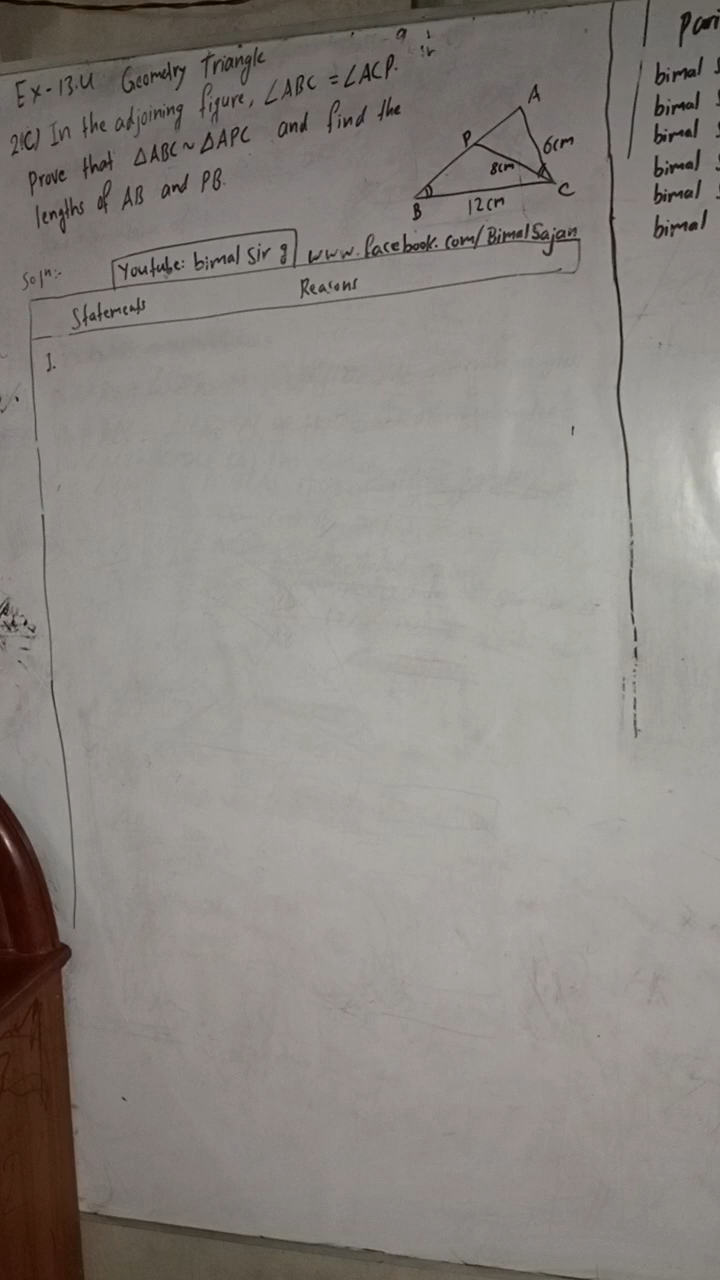 Ex-13.4 Geometry Triangle
2(c) In the adjoining figure, ∠ABC = ∠ACP.
Prove that ΔABC ~ ΔAPC and find the
lengths of AB and PB.
A
P
6cm
8cm
B
C
12cm
Solⁿ:-
Youtube: bimal Sir g
www.facebook.com/BimalSajan
Statements
Reasons
1.
Pari
bimal S
bimal S
bimal S
bimal S
bimal S
bimal